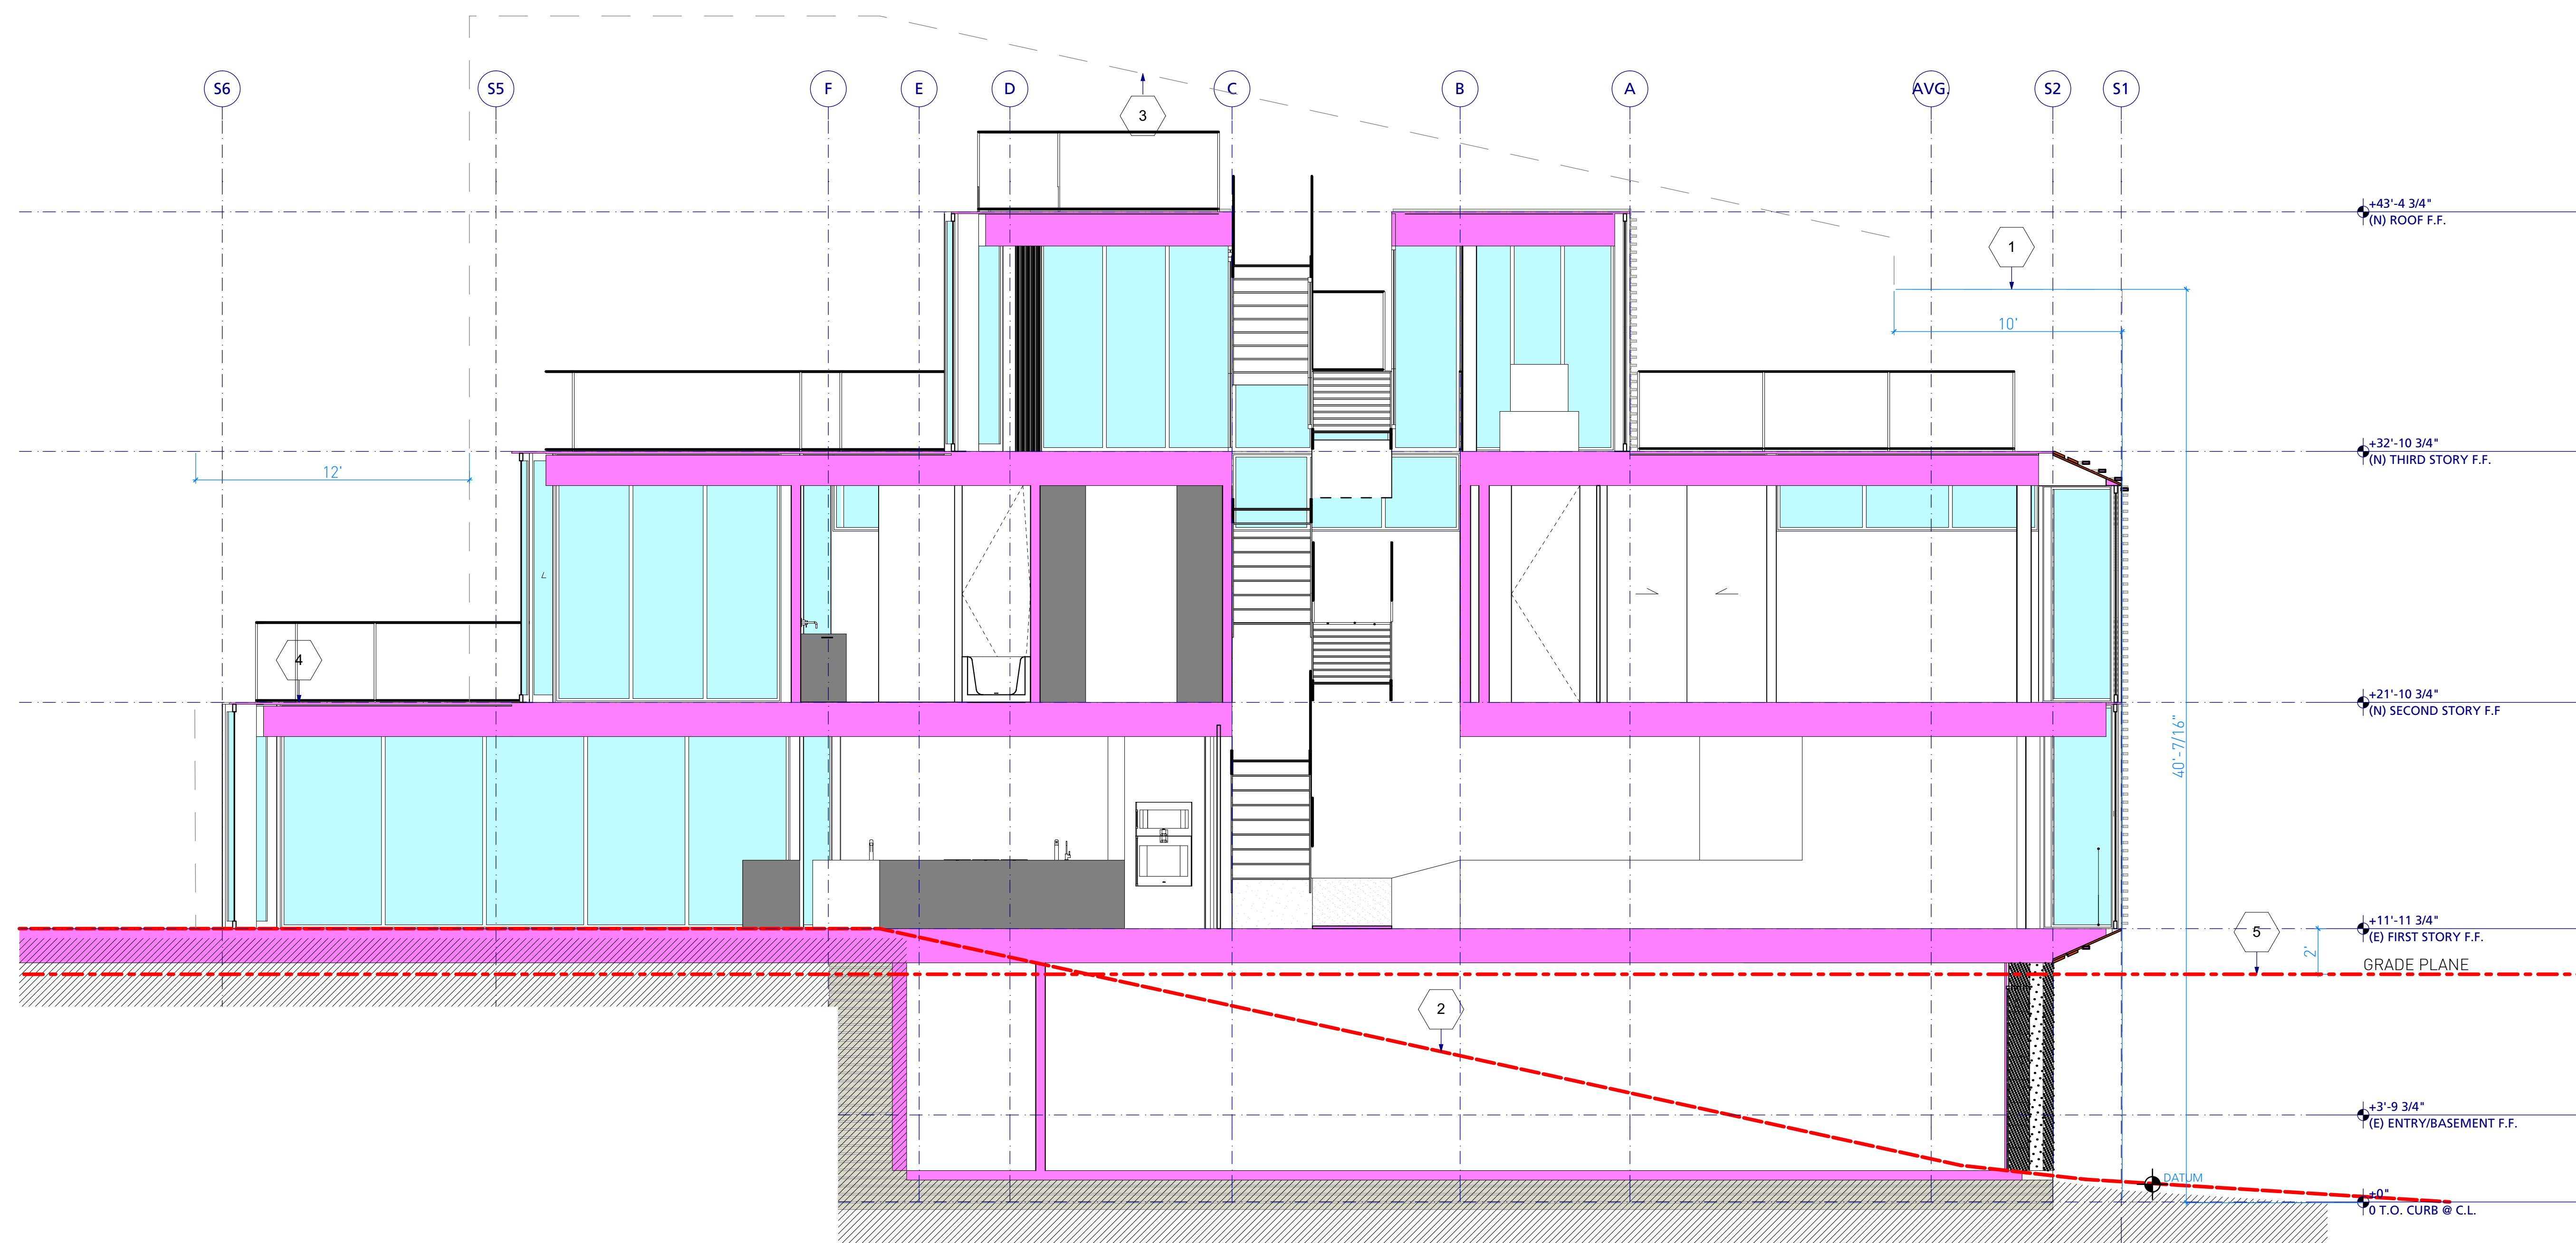 S6
S5
F
E
D
C
B
A
AVG.
S2
S1
3
+43'-4 3/4"
(N) ROOF F.F.
1
10'
+32'-10 3/4"
(N) THIRD STORY F.F.
12'
4
+21'-10 3/4"
(N) SECOND STORY F.F
40'-7/16"
+11'-11 3/4"
(E) FIRST STORY F.F.
5
2'
GRADE PLANE
2
+3'-9 3/4"
(E) ENTRY/BASEMENT F.F.
DATUM
+0"
0 T.O. CURB @ C.L.